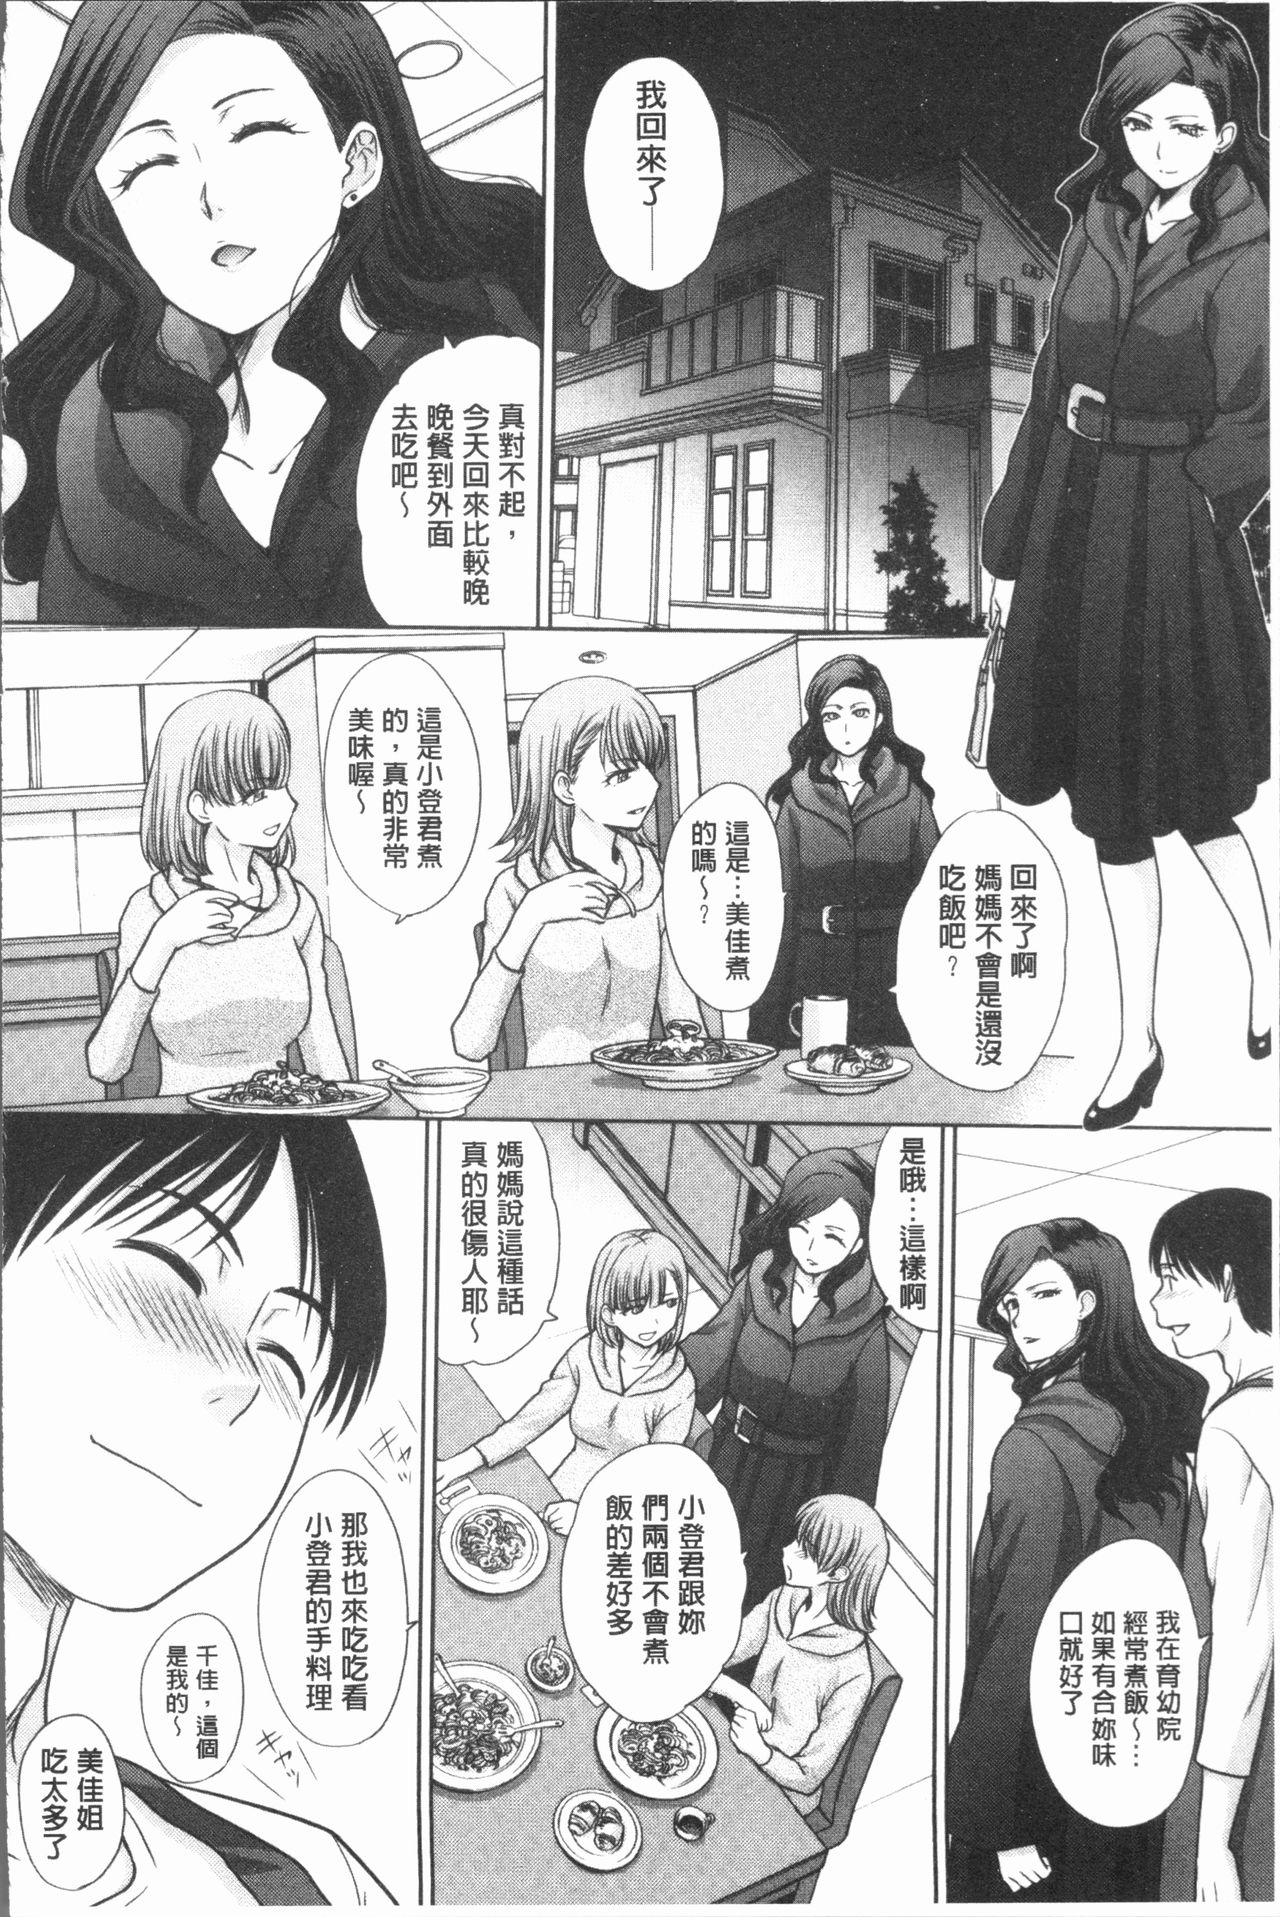 我回來了——
真對不起，
今天回來比較晚
晚餐到外面
去吃吧～
回來了啊
媽媽不會是還沒
吃飯吧？
這是…美佳煮
的嗎～？
這是小登君煮
的，真的非常
美味喔～
我在育幼院
經常煮飯～…
如果有合妳味
口就好了
是哦…這樣啊
小登君跟妳
們兩個不會煮
飯的差好多
媽媽說這種話
真的很傷人耶～
キャッ
那我也來吃吃看
小登君的手料理
千佳，這個
是我的～
キャッ
美佳姐
吃太多了